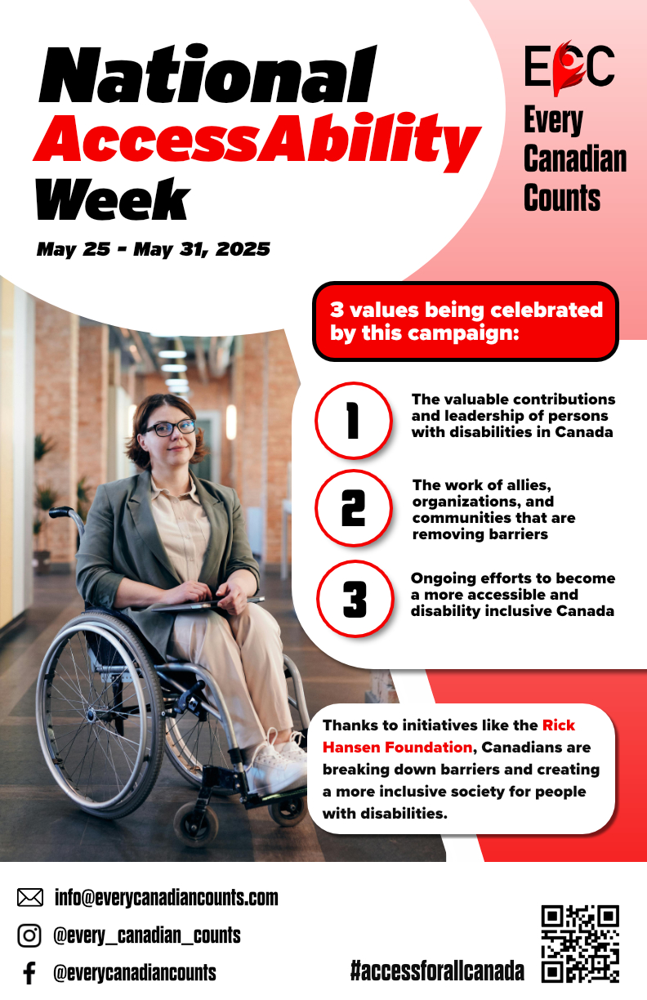 National
AccessAbility
Week
May 25 - May 31, 2025
ECC
Every
Canadian
Counts
3 values being celebrated
by this campaign:
1
The valuable contributions
and leadership of persons
with disabilities in Canada
2
The work of allies,
organizations, and
communities that are
removing barriers
3
Ongoing efforts to become
a more accessible and
disability inclusive Canada
Thanks to initiatives like the Rick
Hansen Foundation, Canadians are
breaking down barriers and creating
a more inclusive society for people
with disabilities.
info@everycanadiancounts.com
@every_canadian_counts
@everycanadiancounts
#accessforallcanada